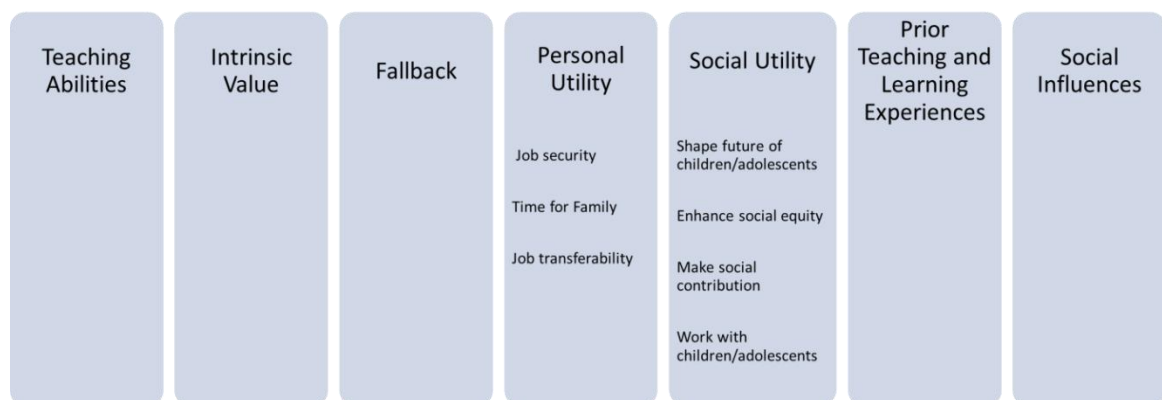 Teaching
Abilities
Intrinsic
Value
Fallback
Personal
Utility
Job security
Time for Family
Job transferability
Social Utility
Shape future of
children/adolescents
Enhance social equity
Make social
contribution
Work with
children/adolescents
Prior
Teaching and
Learning
Experiences
Social
Influences